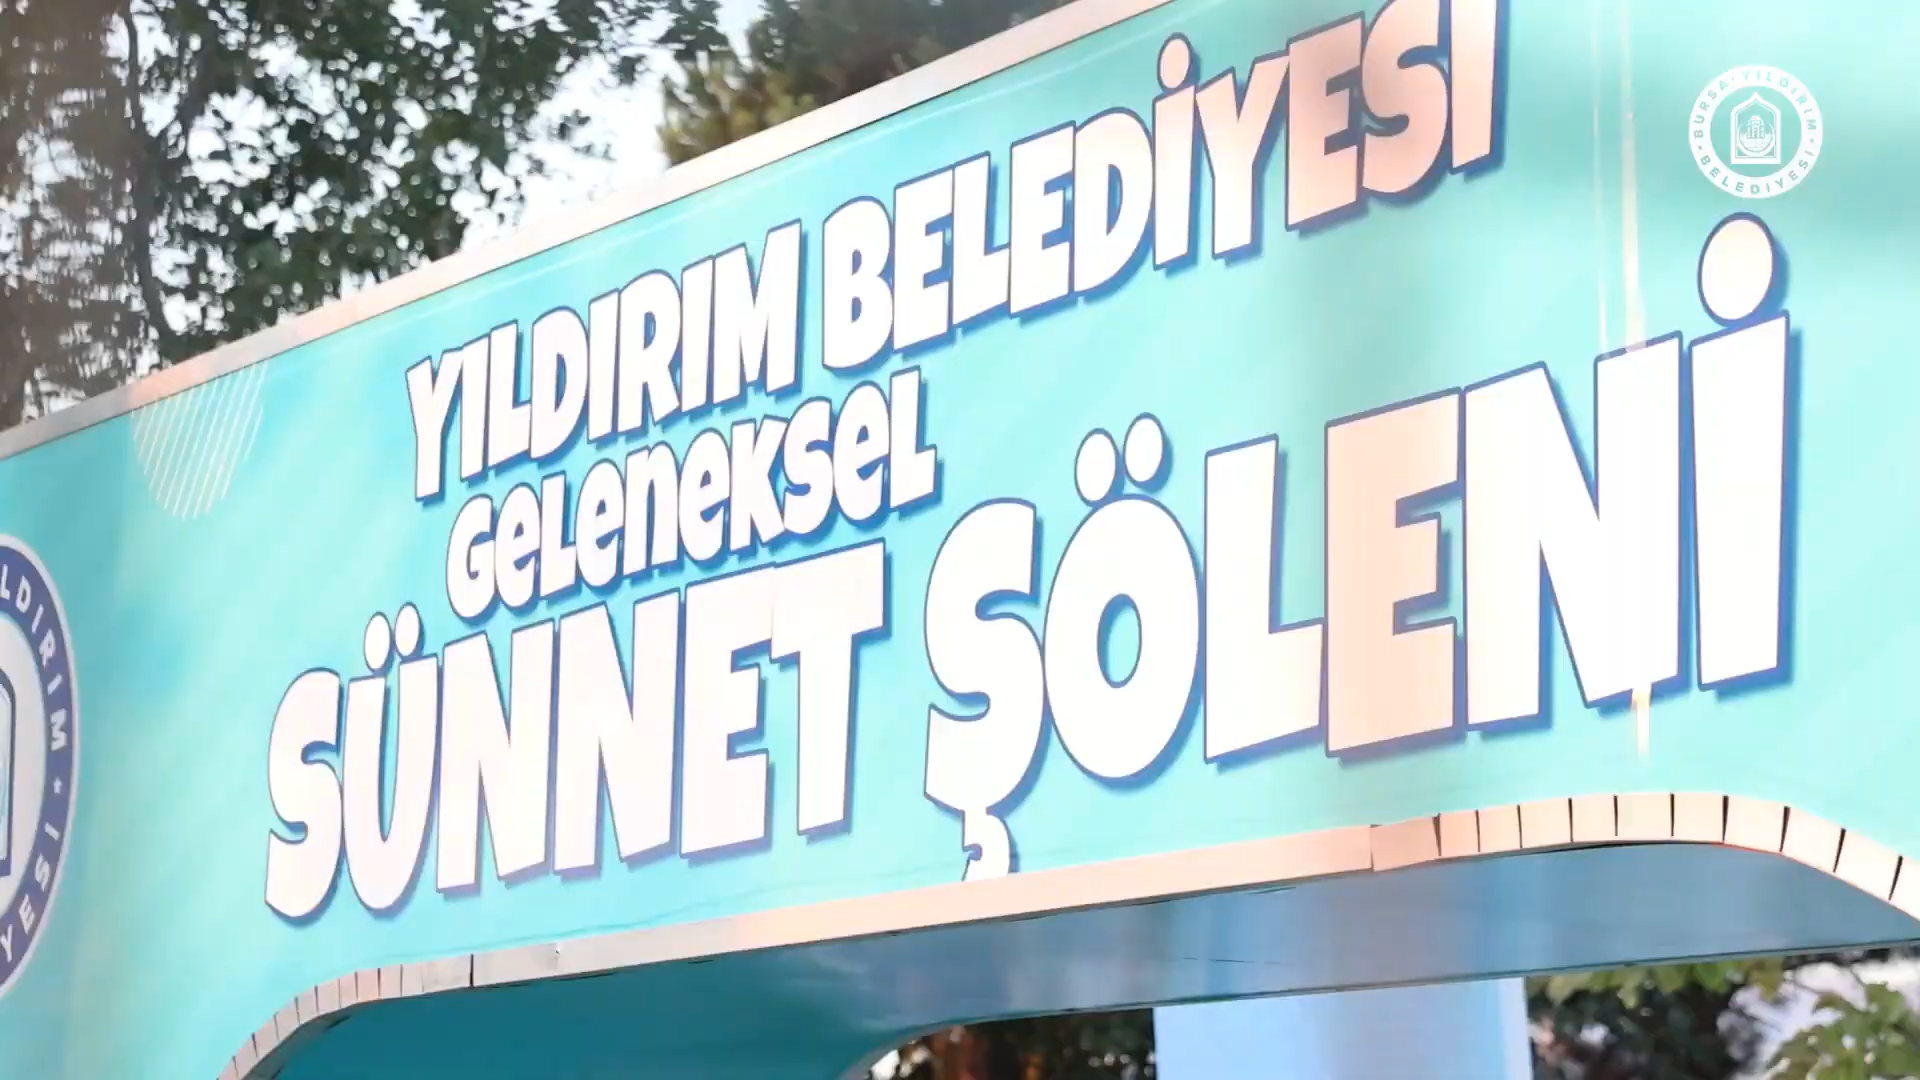 YILDIRIM BELEDİYESİ
GELENEKSEL
SÜNNET ŞÖLENİ
BURSA · YILDIRIM
· BELEDİYESİ ·